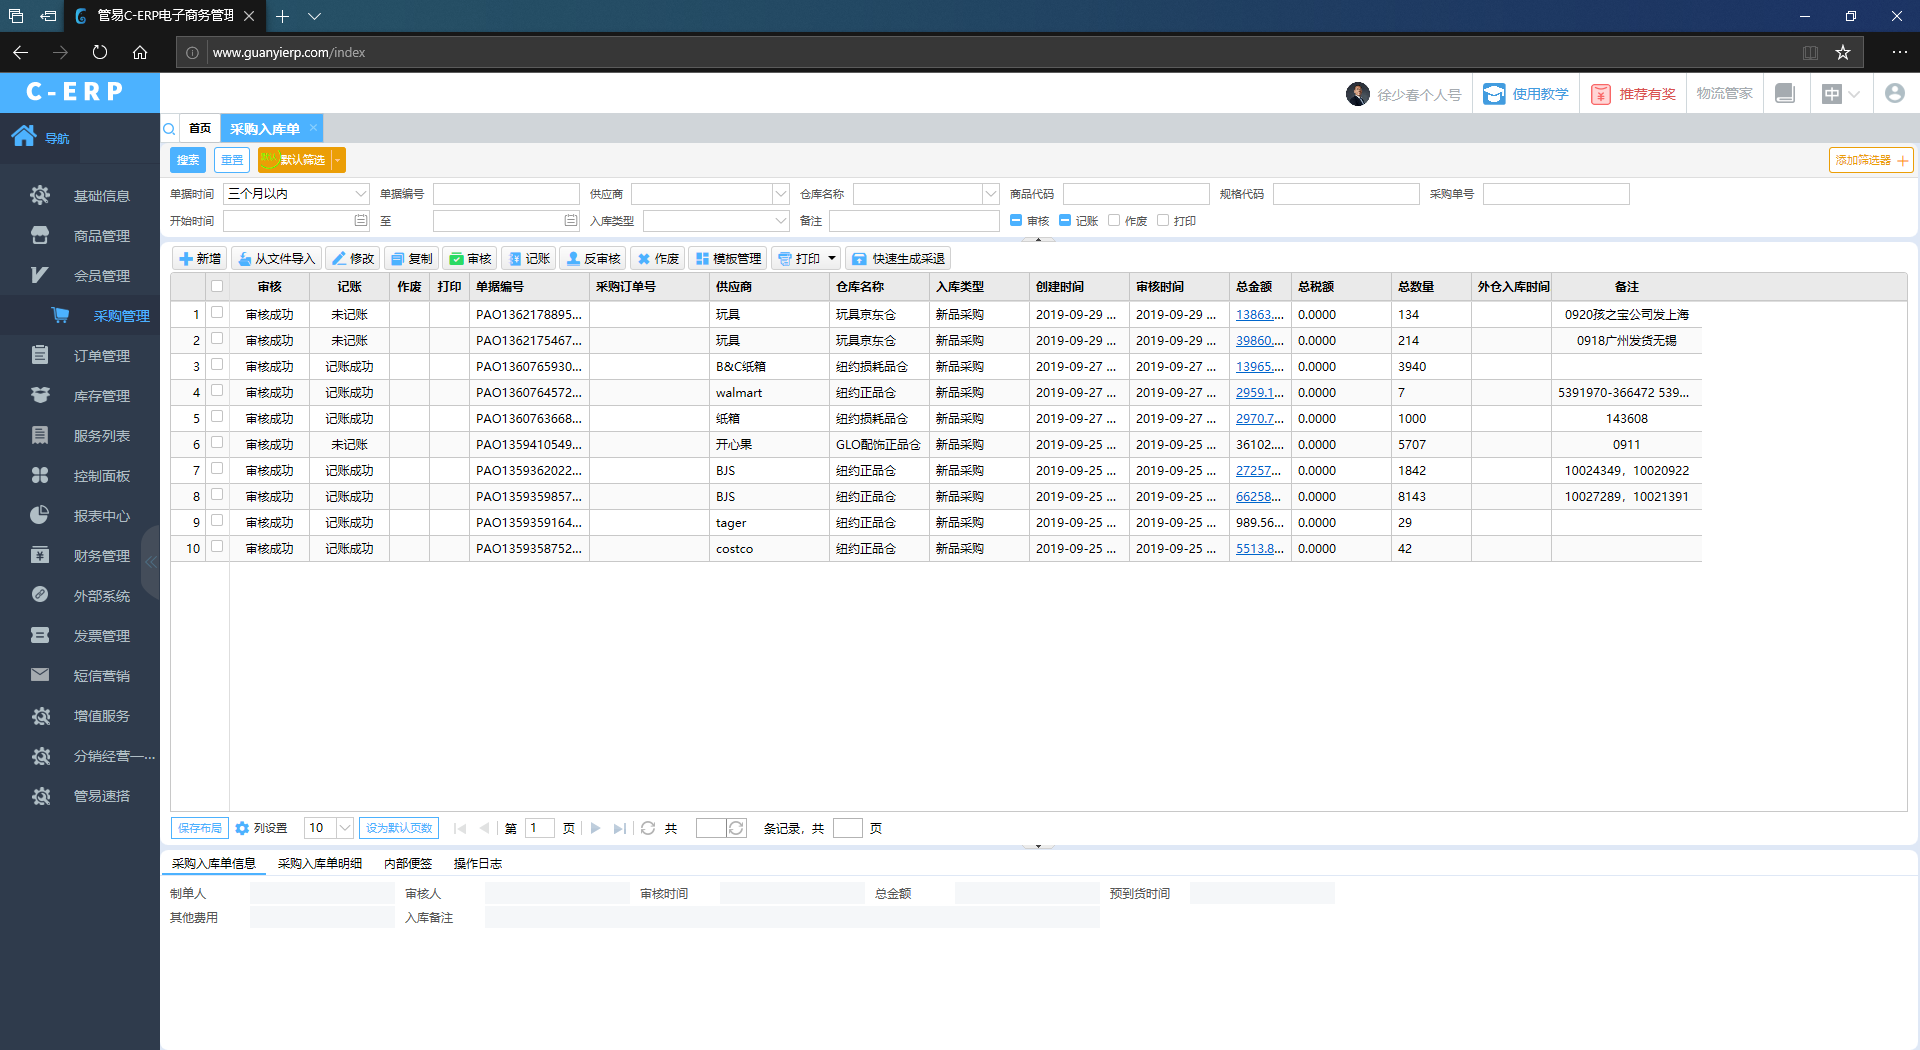 管易C-ERP电子商务管理
www.guanyierp.com/index
C-ERP
徐少春个人号 使用教学 推荐有奖 物流管家 中
导航
首页 采购入库单
搜索 重置 默认筛选 添加筛选器
单据时间 三个月以内 单据编号 供应商 仓库名称 商品代码 规格代码 采购单号
开始时间 至 入库类型 备注 审核 记账 作废 打印
新增 从文件导入 修改 复制 审核 记账 反审核 作废 模板管理 打印 快速生成采退
审核 记账 作废 打印 单据编号 采购订单号 供应商 仓库名称 入库类型 创建时间 审核时间 总金额 总税额 总数量 外仓入库时间 备注
1 审核成功 未记账 PAO1362178895... 玩具 玩具京东仓 新品采购 2019-09-29 ... 2019-09-29 ... 13863.... 0.0000 134 0920孩之宝公司发上海
2 审核成功 未记账 PAO1362175467... 玩具 玩具京东仓 新品采购 2019-09-29 ... 2019-09-29 ... 39860.... 0.0000 214 0918广州发货无锡
3 审核成功 记账成功 PAO1360765930... B&C纸箱 纽约损耗品仓 新品采购 2019-09-27 ... 2019-09-27 ... 13965.... 0.0000 3940
4 审核成功 记账成功 PAO1360764572... walmart 纽约正品仓 新品采购 2019-09-27 ... 2019-09-27 ... 2959.1... 0.0000 7 5391970-366472 539...
5 审核成功 记账成功 PAO1360763668... 纸箱 纽约损耗品仓 新品采购 2019-09-27 ... 2019-09-27 ... 2970.7... 0.0000 1000 143608
6 审核成功 未记账 PAO1359410549... 开心果 GLO配饰正品仓 新品采购 2019-09-25 ... 2019-09-25 ... 36102.... 0.0000 5707 0911
7 审核成功 记账成功 PAO1359362022... BJS 纽约正品仓 新品采购 2019-09-25 ... 2019-09-25 ... 27257.... 0.0000 1842 10024349，10020922
8 审核成功 记账成功 PAO1359359857... BJS 纽约正品仓 新品采购 2019-09-25 ... 2019-09-25 ... 66258.... 0.0000 8143 10027289，10021391
9 审核成功 记账成功 PAO1359359164... tager 纽约正品仓 新品采购 2019-09-25 ... 2019-09-25 ... 989.56... 0.0000 29
10 审核成功 记账成功 PAO1359358752... costco 纽约正品仓 新品采购 2019-09-25 ... 2019-09-25 ... 5513.8... 0.0000 42
基础信息
商品管理
会员管理
采购管理
订单管理
库存管理
服务列表
控制面板
报表中心
财务管理
外部系统
发票管理
短信营销
增值服务
分销经营一...
管易速搭
保存布局 列设置 10 设为默认页数 第 1 页 共 条记录，共 页
采购入库单信息 采购入库单明细 内部便签 操作日志
制单人 审核人 审核时间 总金额 预到货时间
其他费用 入库备注